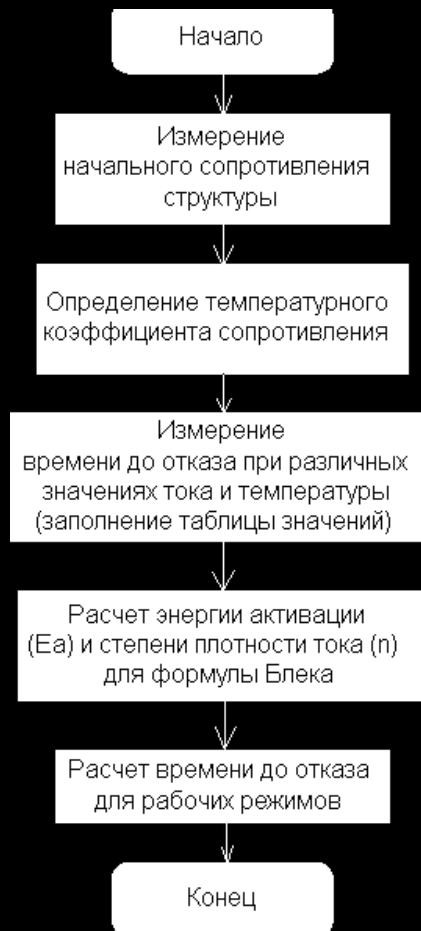 Начало
Измерение
начального сопротивления
структуры
Определение температурного
коэффициента сопротивления
Измерение
времени до отказа при различных
значениях тока и температуры
(заполнение таблицы значений)
Расчет энергии активации
(Ea) и степени плотности тока (n)
для формулы Блека
Расчет времени до отказа
для рабочих режимов
Конец